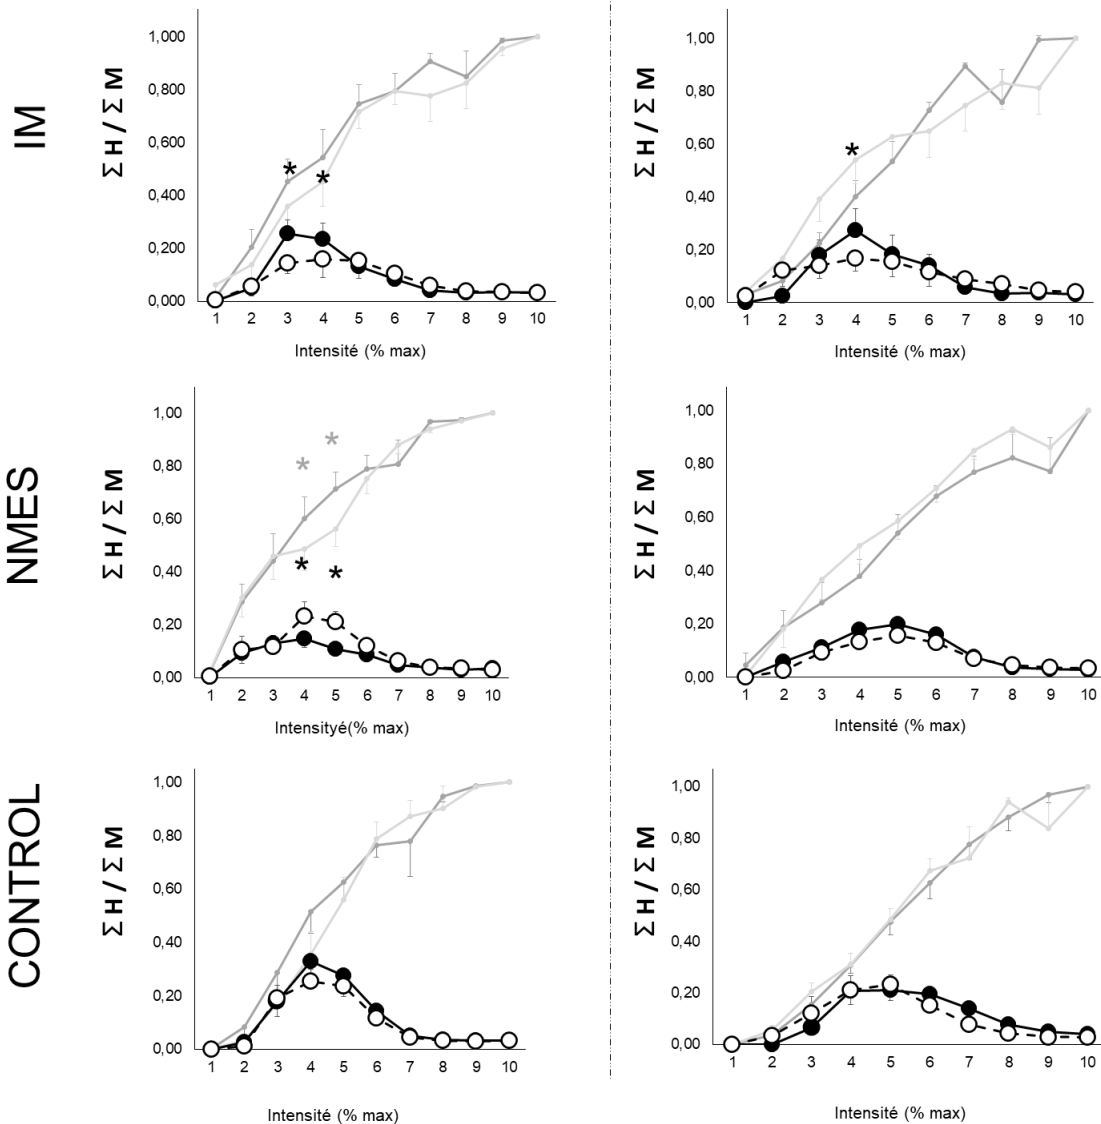 IM
Σ H / Σ M
1,000
0,800
0,600
0,400
0,200
0,000
*
*
1 2 3 4 5 6 7 8 9 10
Intensité (% max)
Σ H / Σ M
1,00
0,80
0,60
0,40
0,20
0,00
*
1 2 3 4 5 6 7 8 9 10
Intensité (% max)
NMES
Σ H / Σ M
1,00
0,80
0,60
0,40
0,20
0,00
*
*
*
*
1 2 3 4 5 6 7 8 9 10
Intensityé(% max)
Σ H / Σ M
1,00
0,80
0,60
0,40
0,20
0,00
1 2 3 4 5 6 7 8 9 10
Intensité (% max)
CONTROL
Σ H / Σ M
1,00
0,80
0,60
0,40
0,20
0,00
1 2 3 4 5 6 7 8 9 10
Intensité (% max)
Σ H / Σ M
1,00
0,80
0,60
0,40
0,20
0,00
1 2 3 4 5 6 7 8 9 10
Intensité (% max)